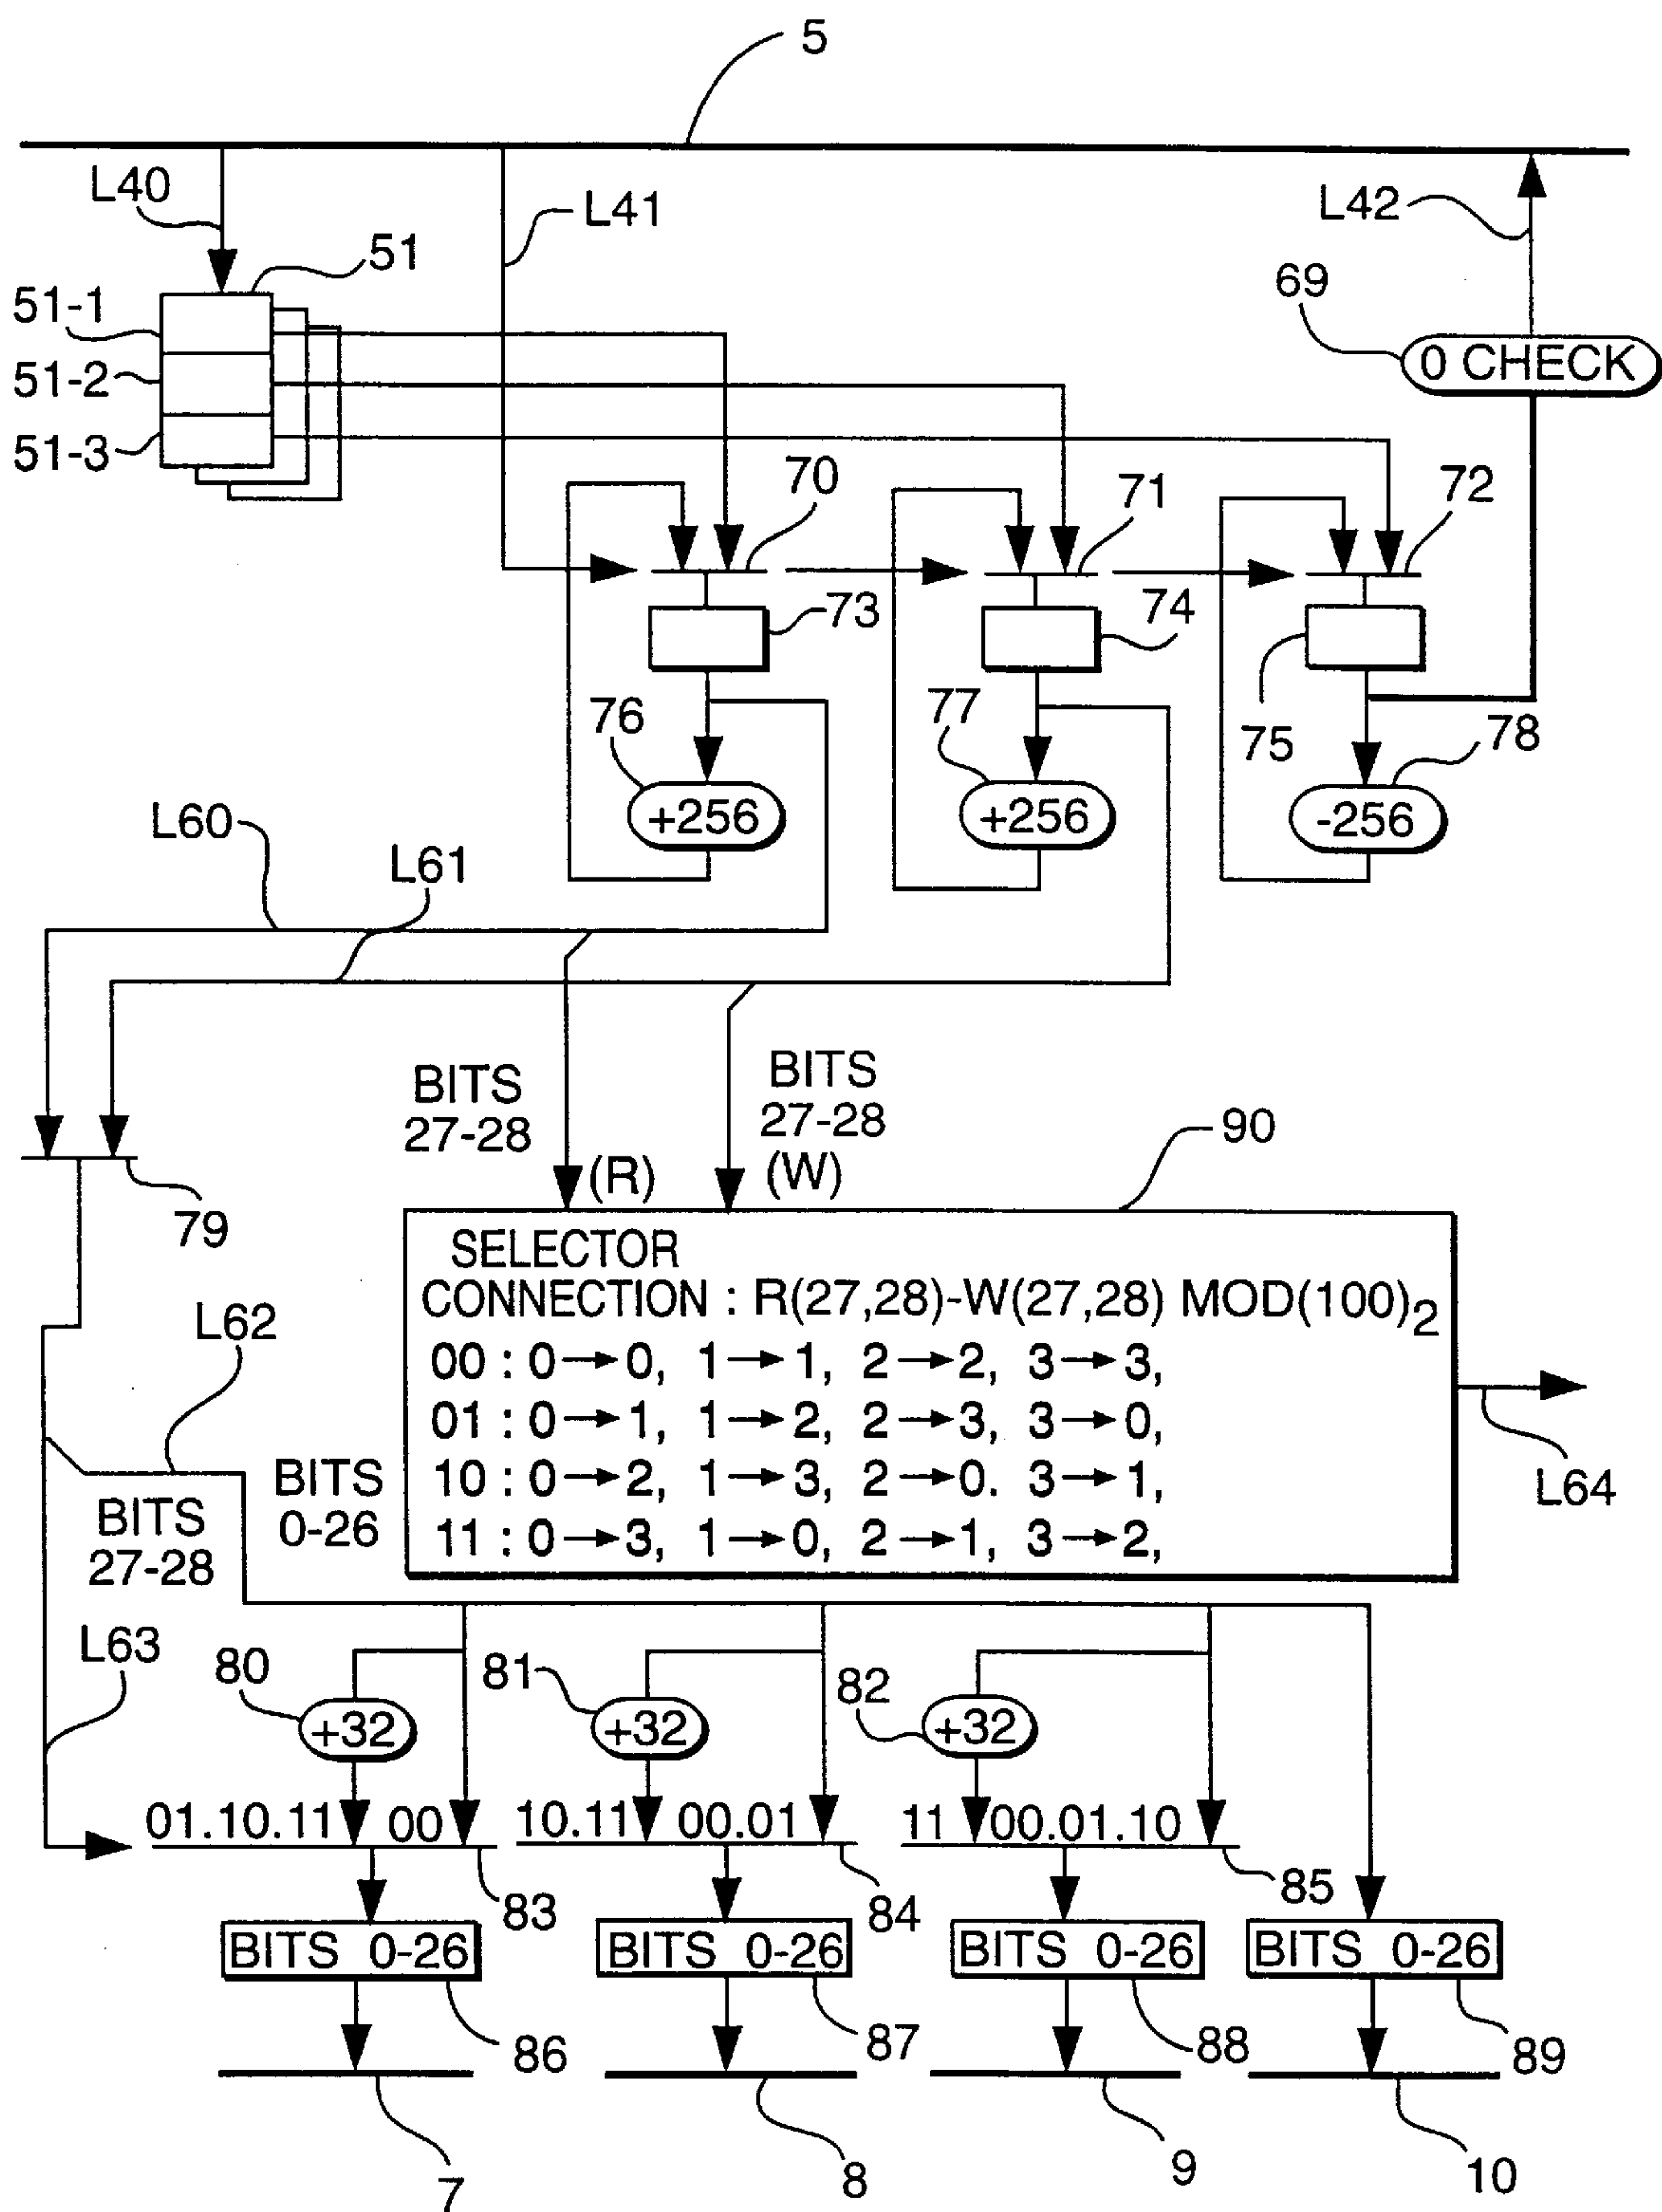 5
L40
L41
L42
51
51-1
51-2
51-3
69
0 CHECK
70
71
72
73
74
75
76
77
78
+256
+256
-256
L60
L61
BITS
27-28
(R)
BITS
27-28
(W)
90
79
SELECTOR
CONNECTION : R(27,28)-W(27,28) MOD(100)2
00 : 0→0, 1→1, 2→2, 3→3,
01 : 0→1, 1→2, 2→3, 3→0,
10 : 0→2, 1→3, 2→0. 3→1,
11 : 0→3, 1→0, 2→1, 3→2,
L62
L64
BITS
0-26
BITS
27-28
L63
80
81
82
+32
+32
+32
01.10.11 00
10.11 00.01
11 00.01.10
83
84
85
BITS 0-26
BITS 0-26
BITS 0-26
BITS 0-26
86
87
88
89
7
8
9
10